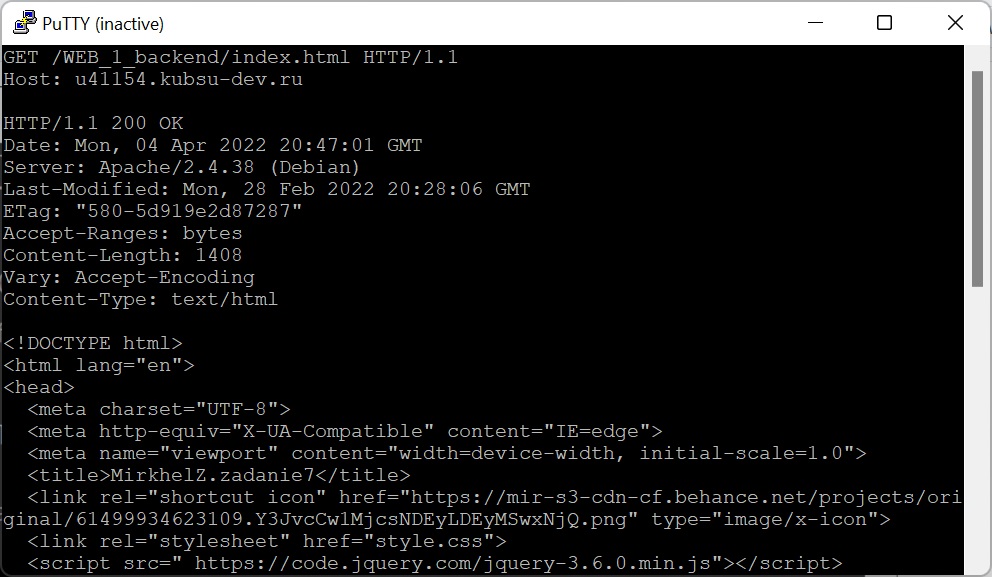 PuTTY (inactive)
GET /WEB_1_backend/index.html HTTP/1.1
Host: u41154.kubsu-dev.ru
HTTP/1.1 200 OK
Date: Mon, 04 Apr 2022 20:47:01 GMT
Server: Apache/2.4.38 (Debian)
Last-Modified: Mon, 28 Feb 2022 20:28:06 GMT
ETag: "580-5d919e2d87287"
Accept-Ranges: bytes
Content-Length: 1408
Vary: Accept-Encoding
Content-Type: text/html
<!DOCTYPE html>
<html lang="en">
<head>
  <meta charset="UTF-8">
  <meta http-equiv="X-UA-Compatible" content="IE=edge">
  <meta name="viewport" content="width=device-width, initial-scale=1.0">
  <title>MirkhelZ.zadanie7</title>
  <link rel="shortcut icon" href="https://mir-s3-cdn-cf.behance.net/projects/ori
ginal/61499934623109.Y3JvcCw1MjcsNDEyLDEyMSwxNjQ.png" type="image/x-icon">
  <link rel="stylesheet" href="style.css">
  <script src=" https://code.jquery.com/jquery-3.6.0.min.js"></script>